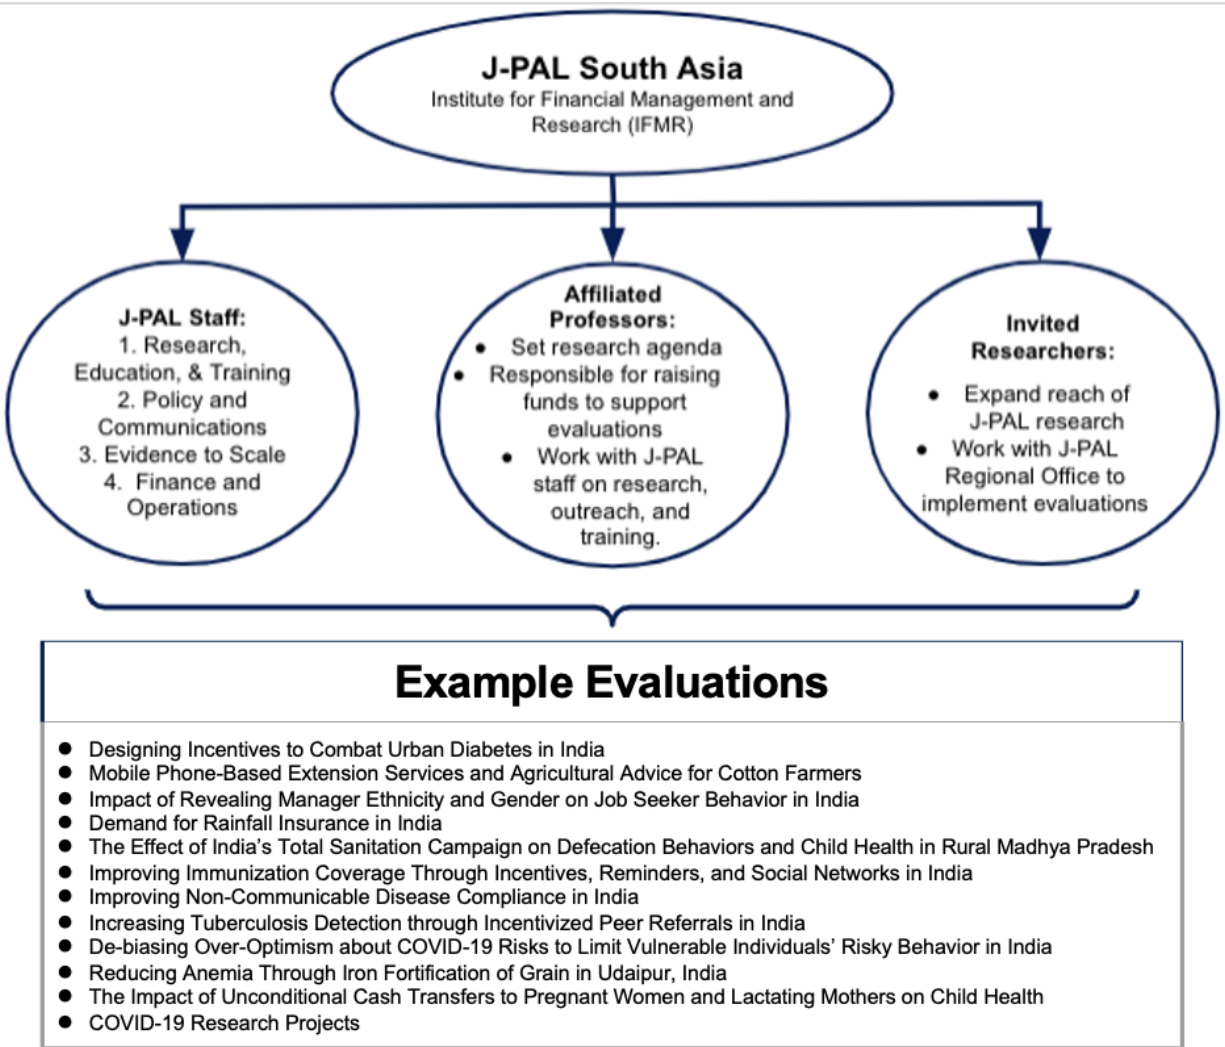 J-PAL South Asia
Institute for Financial Management and
Research (IFMR)
J-PAL Staff:
1. Research,
Education, & Training
2. Policy and
Communications
3. Evidence to Scale
4. Finance and
Operations
Affiliated
Professors:
● Set research agenda
● Responsible for raising
funds to support
evaluations
● Work with J-PAL
staff on research,
outreach, and
training.
Invited
Researchers:
● Expand reach of
J-PAL research
● Work with J-PAL
Regional Office to
implement evaluations
Example Evaluations
● Designing Incentives to Combat Urban Diabetes in India
● Mobile Phone-Based Extension Services and Agricultural Advice for Cotton Farmers
● Impact of Revealing Manager Ethnicity and Gender on Job Seeker Behavior in India
● Demand for Rainfall Insurance in India
● The Effect of India’s Total Sanitation Campaign on Defecation Behaviors and Child Health in Rural Madhya Pradesh
● Improving Immunization Coverage Through Incentives, Reminders, and Social Networks in India
● Improving Non-Communicable Disease Compliance in India
● Increasing Tuberculosis Detection through Incentivized Peer Referrals in India
● De-biasing Over-Optimism about COVID-19 Risks to Limit Vulnerable Individuals’ Risky Behavior in India
● Reducing Anemia Through Iron Fortification of Grain in Udaipur, India
● The Impact of Unconditional Cash Transfers to Pregnant Women and Lactating Mothers on Child Health
● COVID-19 Research Projects